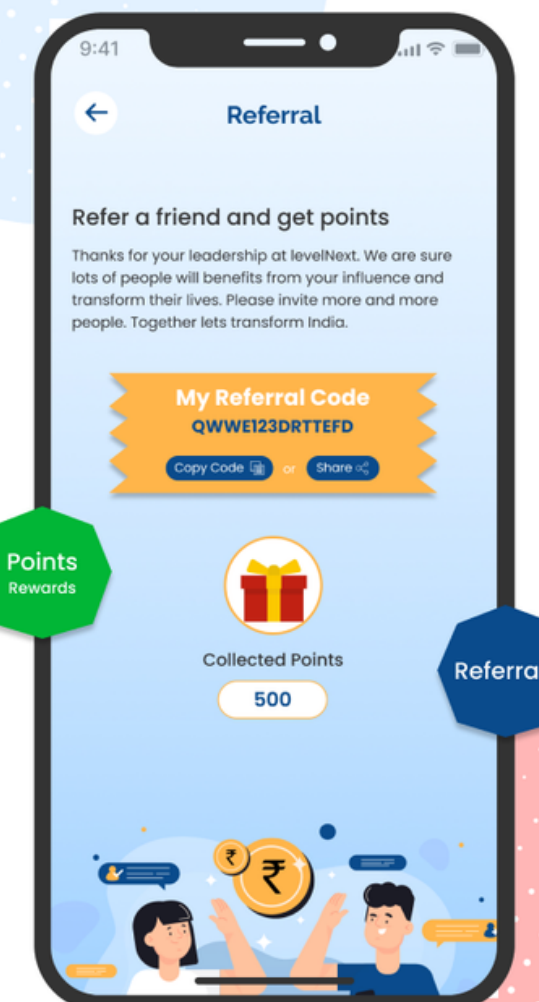 9:41
Referral
Refer a friend and get points
Thanks for your leadership at levelNext. We are sure
lots of people will benefits from your influence and
transform their lives. Please invite more and more
people. Together lets transform India.
My Referral Code
QWWE123DRTTEFD
Copy Code or Share
Points
Rewards
Collected Points
500
Referra
₹
₹